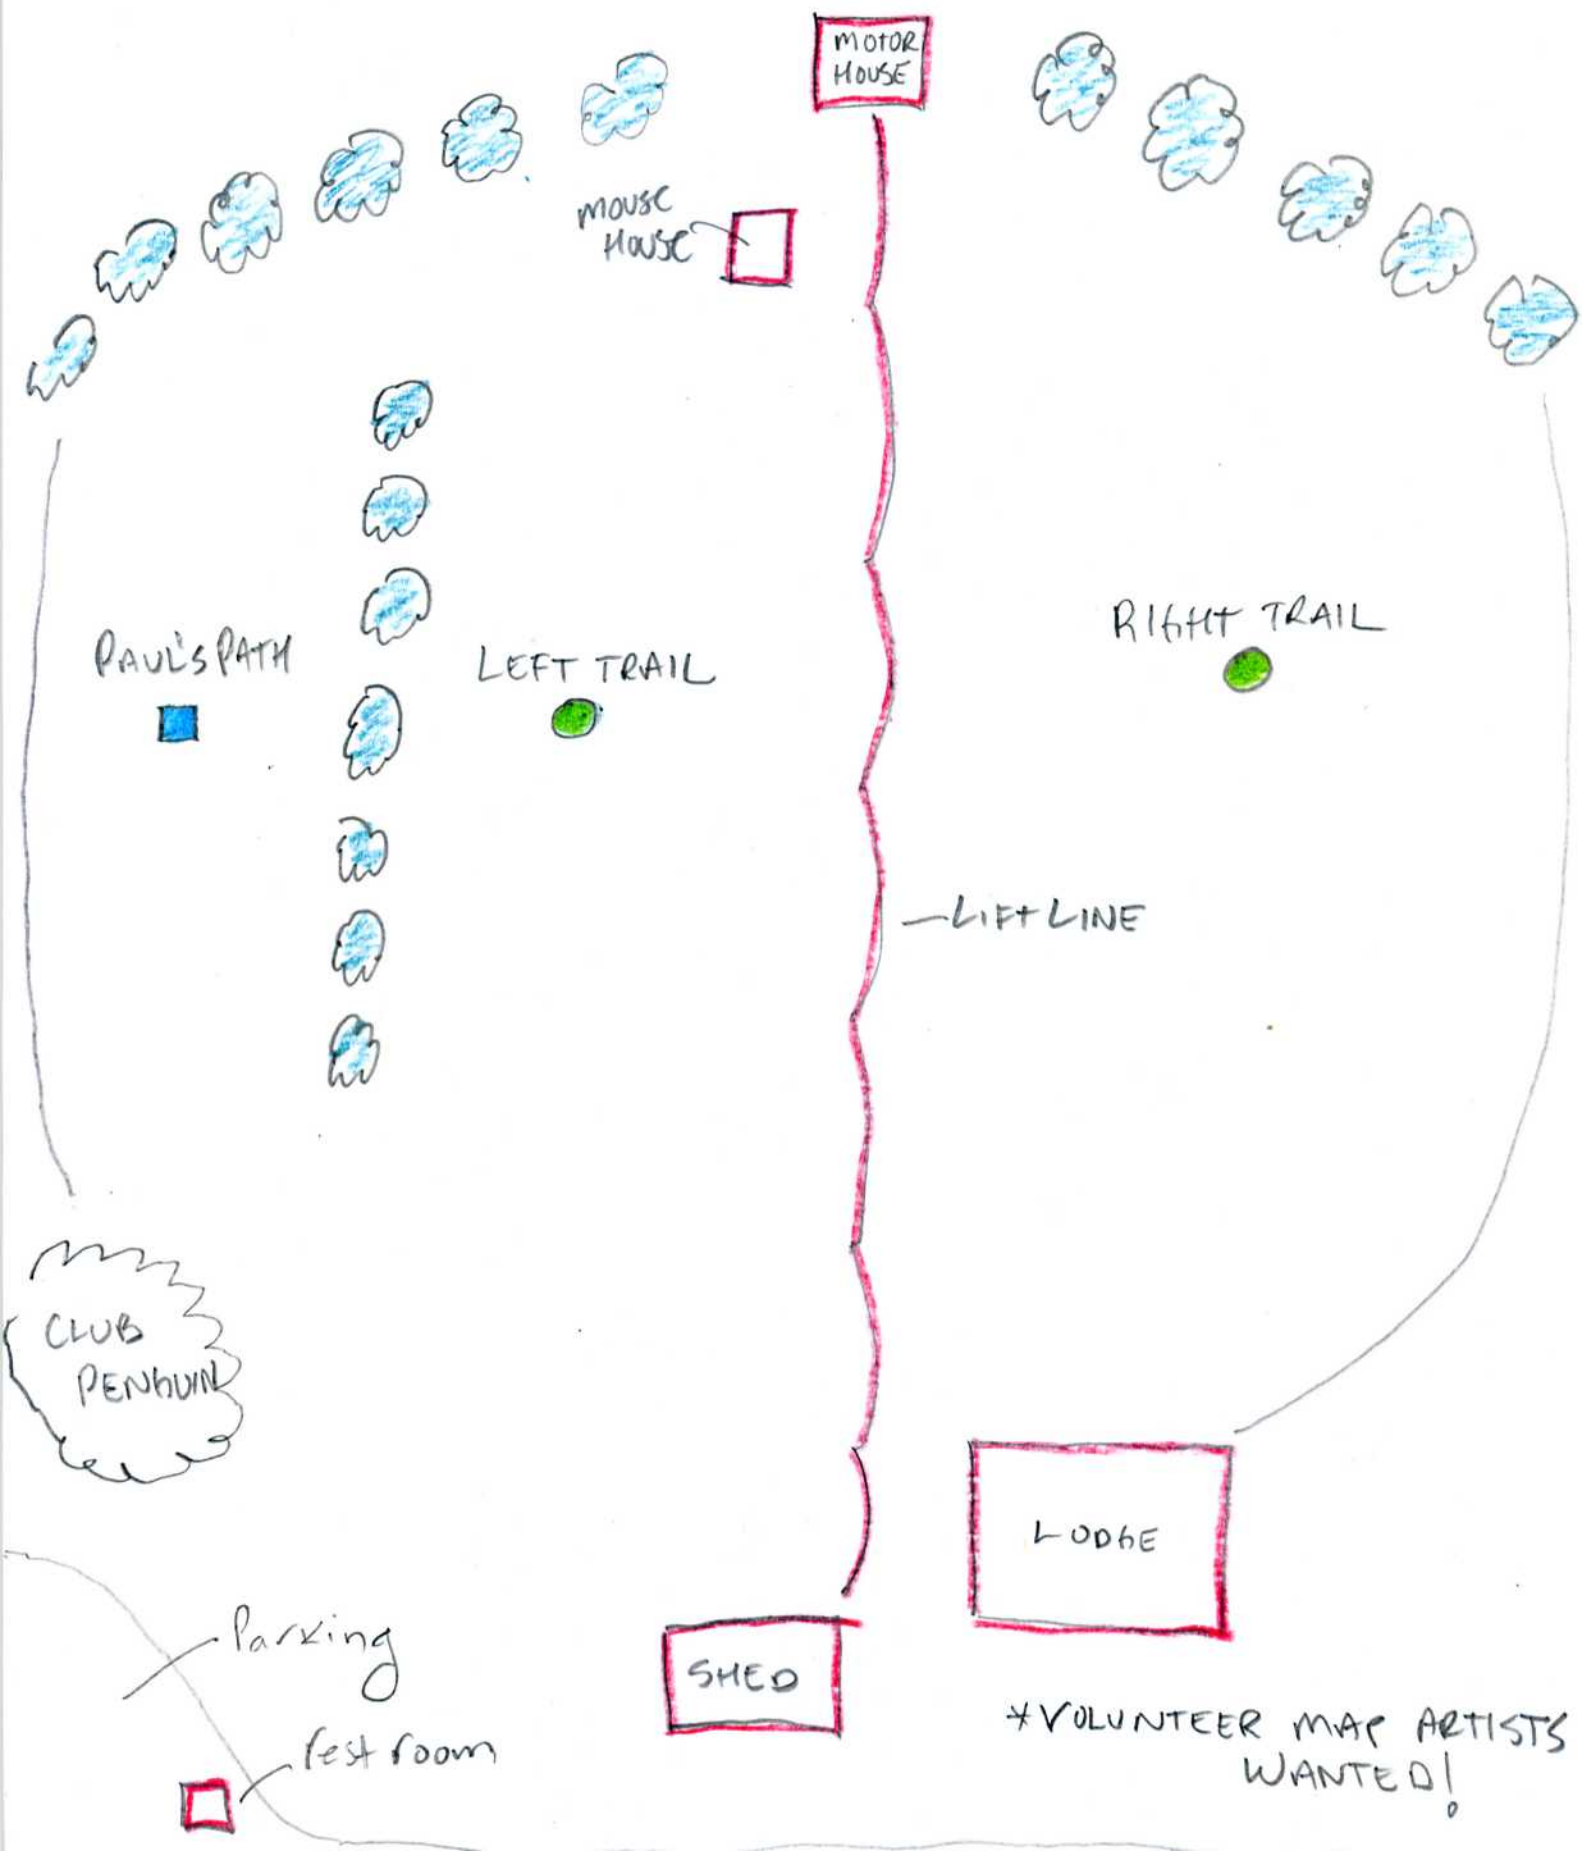 MOTOR
HOUSE
MOUSE
HOUSE
PAUL'S PATH
LEFT TRAIL
RIGHT TRAIL
LIFT LINE
CLUB
PENGUIN
LODGE
Parking
SHED
rest room
*VOLUNTEER MAP ARTISTS
WANTED!